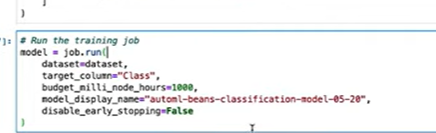 ]
)
]:
# Run the training job
model = job.run(
dataset=dataset,
target_column="Class",
budget_milli_node_hours=1000,
model_display_name="automl-beans-classification-model-05-20",
disable_early_stopping=False
)